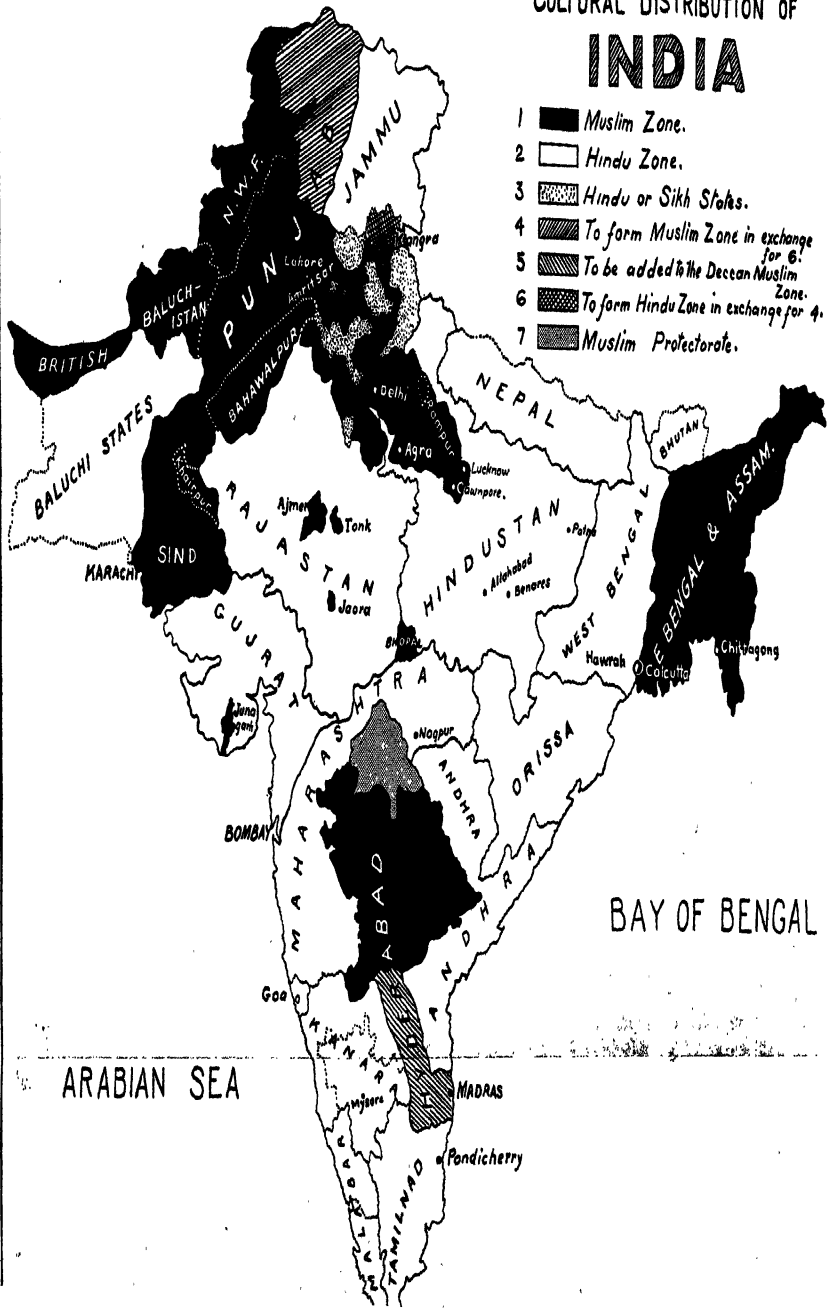 CULTURAL DISTRIBUTION OF
INDIA
1 Muslim Zone.
2 Hindu Zone.
3 Hindu or Sikh States.
4 To form Muslim Zone in exchange
for 6.
5 To be added to the Deccan Muslim
Zone.
6 To form Hindu Zone in exchange for 4.
7 Muslim Protectorate.
JAMMU
N.W.F.
PUNJAB
Lahore
Amritsar
Kangra
BALUCH-
ISTAN
BRITISH
BAHAWALPUR
BALUCHI STATES
Khairpur
SIND
KARACHI
Delhi
Rampur
Agra
Lucknow
Cawnpore.
NEPAL
BHUTAN
RAJASTAN
Ajmer
Tonk
Jaora
HINDUSTAN
Patna
Allahabad
Benares
WEST BENGAL
E BENGAL & ASSAM.
Howrah
Calcutta
Chittagong
GUJRAT
Juna
garh
BHOPAL
MAHARASHTRA
Nagpur
ANDHRA
ORISSA
BOMBAY
HYDERABAD
ANDHRA
BAY OF BENGAL
Goa
KANARA
Mysore
ARABIAN SEA
MADRAS
Pondicherry
MALABAR
TAMILNAD